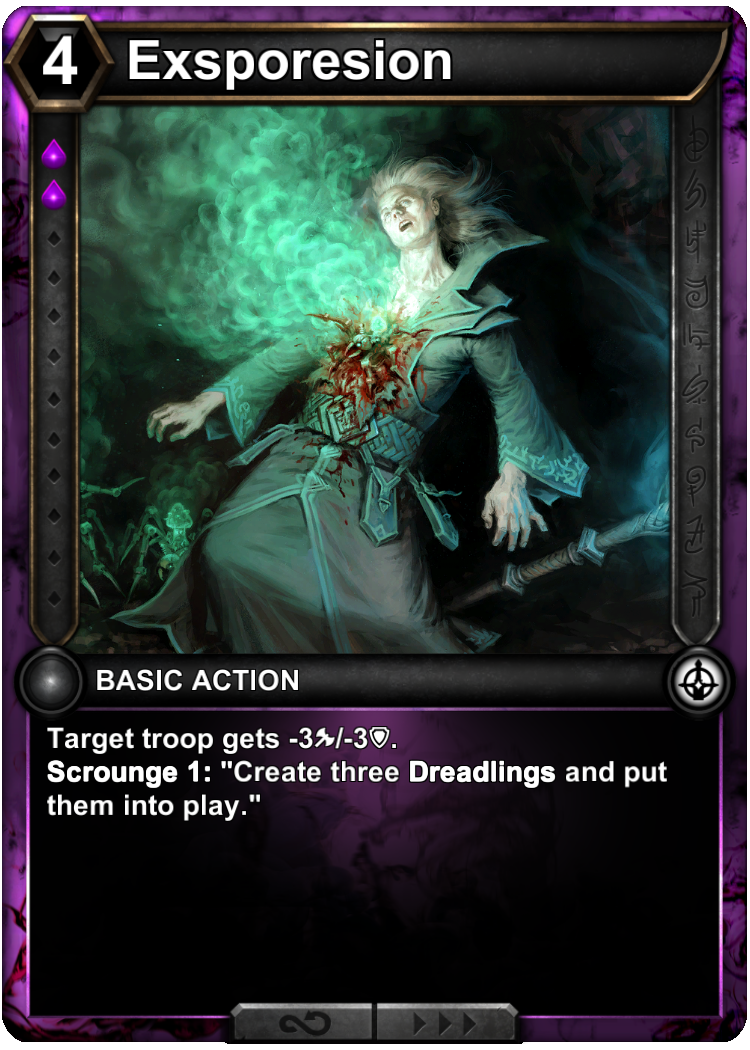 4 Exsporesion
BASIC ACTION
Target troop gets -3/-3.
Scrounge 1: "Create three Dreadlings and put
them into play."